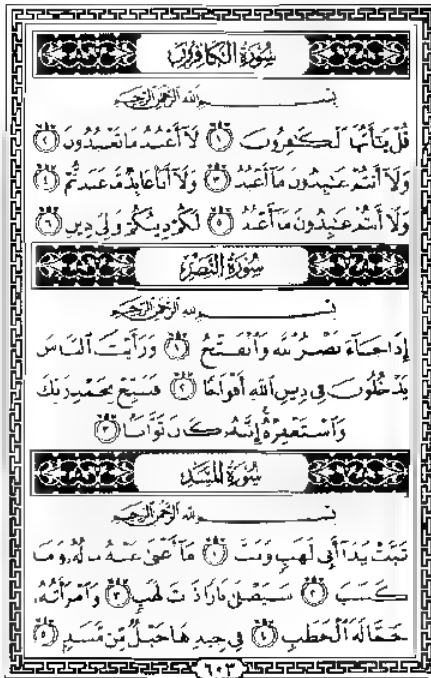 سُورَةُ الكَافِرُونَ
بِسْمِ اللَّهِ الرَّحْمَٰنِ الرَّحِيمِ
قُلْ يَٰٓأَيُّهَا ٱلْكَٰفِرُونَ ١ لَآ أَعْبُدُ مَا تَعْبُدُونَ ٢
وَلَآ أَنتُمْ عَٰبِدُونَ مَآ أَعْبُدُ ٣ وَلَآ أَنَا۠ عَابِدٌ مَّا عَبَدتُّمْ ٤
وَلَآ أَنتُمْ عَٰبِدُونَ مَآ أَعْبُدُ ٥ لَكُمْ دِينُكُمْ وَلِىَ دِينِ ٦
سُورَةُ النَّصْرِ
بِسْمِ اللَّهِ الرَّحْمَٰنِ الرَّحِيمِ
إِذَا جَآءَ نَصْرُ ٱللَّهِ وَٱلْفَتْحُ ١ وَرَأَيْتَ ٱلنَّاسَ
يَدْخُلُونَ فِى دِينِ ٱللَّهِ أَفْوَاجًا ٢ فَسَبِّحْ بِحَمْدِ رَبِّكَ
وَٱسْتَغْفِرْهُ إِنَّهُۥ كَانَ تَوَّابًۢا ٣
سُورَةُ المَسَدِ
بِسْمِ اللَّهِ الرَّحْمَٰنِ الرَّحِيمِ
تَبَّتْ يَدَآ أَبِى لَهَبٍ وَتَبَّ ١ مَآ أَغْنَىٰ عَنْهُ مَالُهُۥ وَمَا
كَسَبَ ٢ سَيَصْلَىٰ نَارًا ذَاتَ لَهَبٍ ٣ وَٱمْرَأَتُهُۥ
حَمَّالَةَ ٱلْحَطَبِ ٤ فِى جِيدِهَا حَبْلٌ مِّن مَّسَدٍۭ ٥
٦٠٣